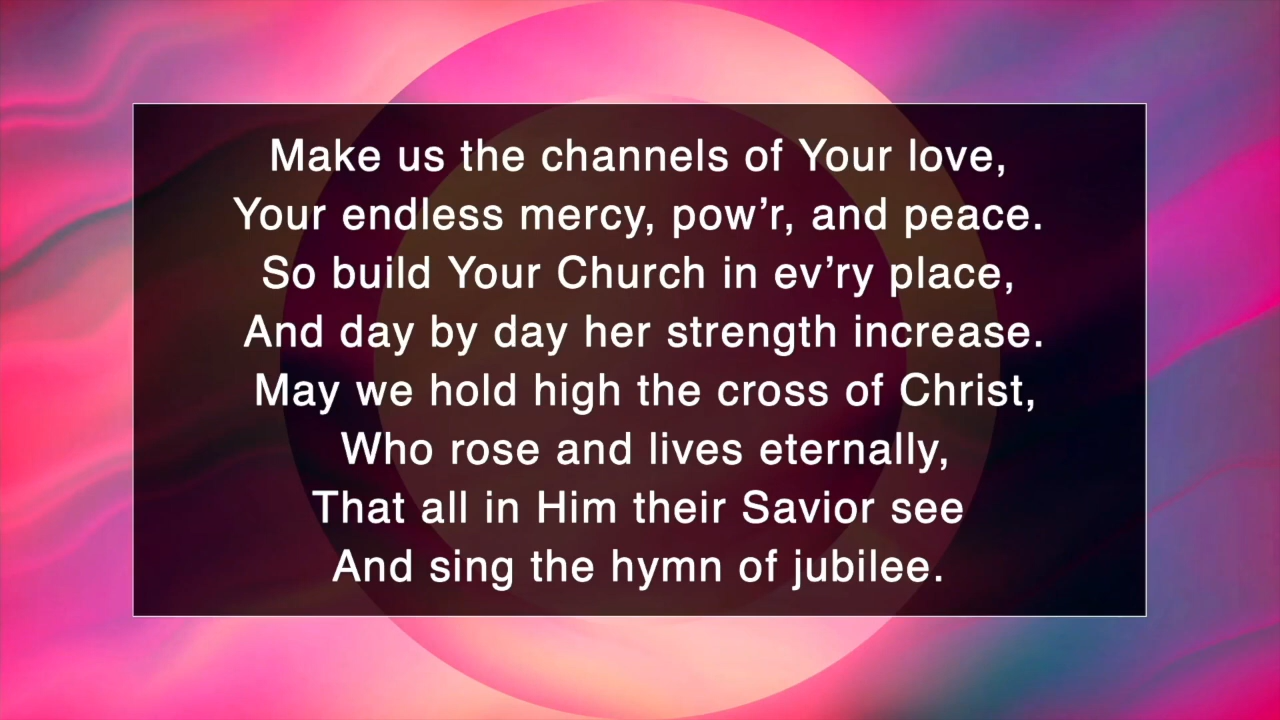 Make us the channels of Your love,
Your endless mercy, pow’r, and peace.
So build Your Church in ev’ry place,
And day by day her strength increase.
May we hold high the cross of Christ,
Who rose and lives eternally,
That all in Him their Savior see
And sing the hymn of jubilee.